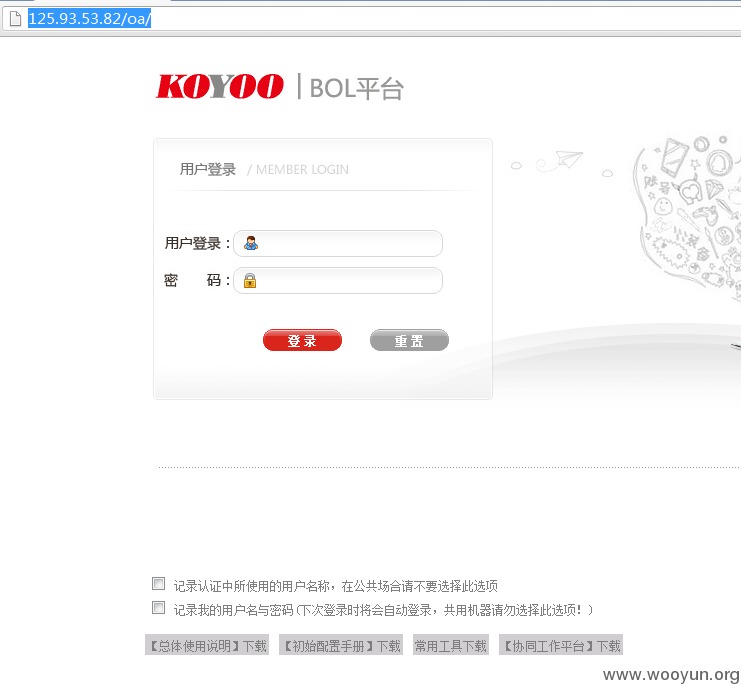 125.93.53.82/oa/
KOYOO | BOL平台
用户登录 / MEMBER LOGIN
用户登录：
密 码：
登录 重置
记录认证中所使用的用户名称，在公共场合请不要选择此选项
记录我的用户名与密码(下次登录时将会自动登录，共用机器请勿选择此选项！)
【总体使用说明】下载 【初始配置手册】下载 常用工具下载 【协同工作平台】下载
www.wooyun.org